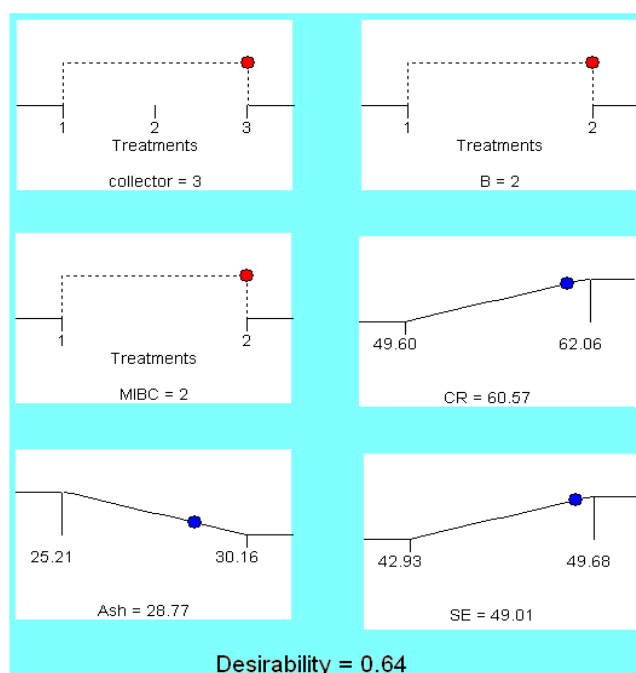 1 2 3
Treatments
collector = 3
1 2
Treatments
B = 2
1 2
Treatments
MIBC = 2
49.60 62.06
CR = 60.57
25.21 30.16
Ash = 28.77
42.93 49.68
SE = 49.01
Desirability = 0.64